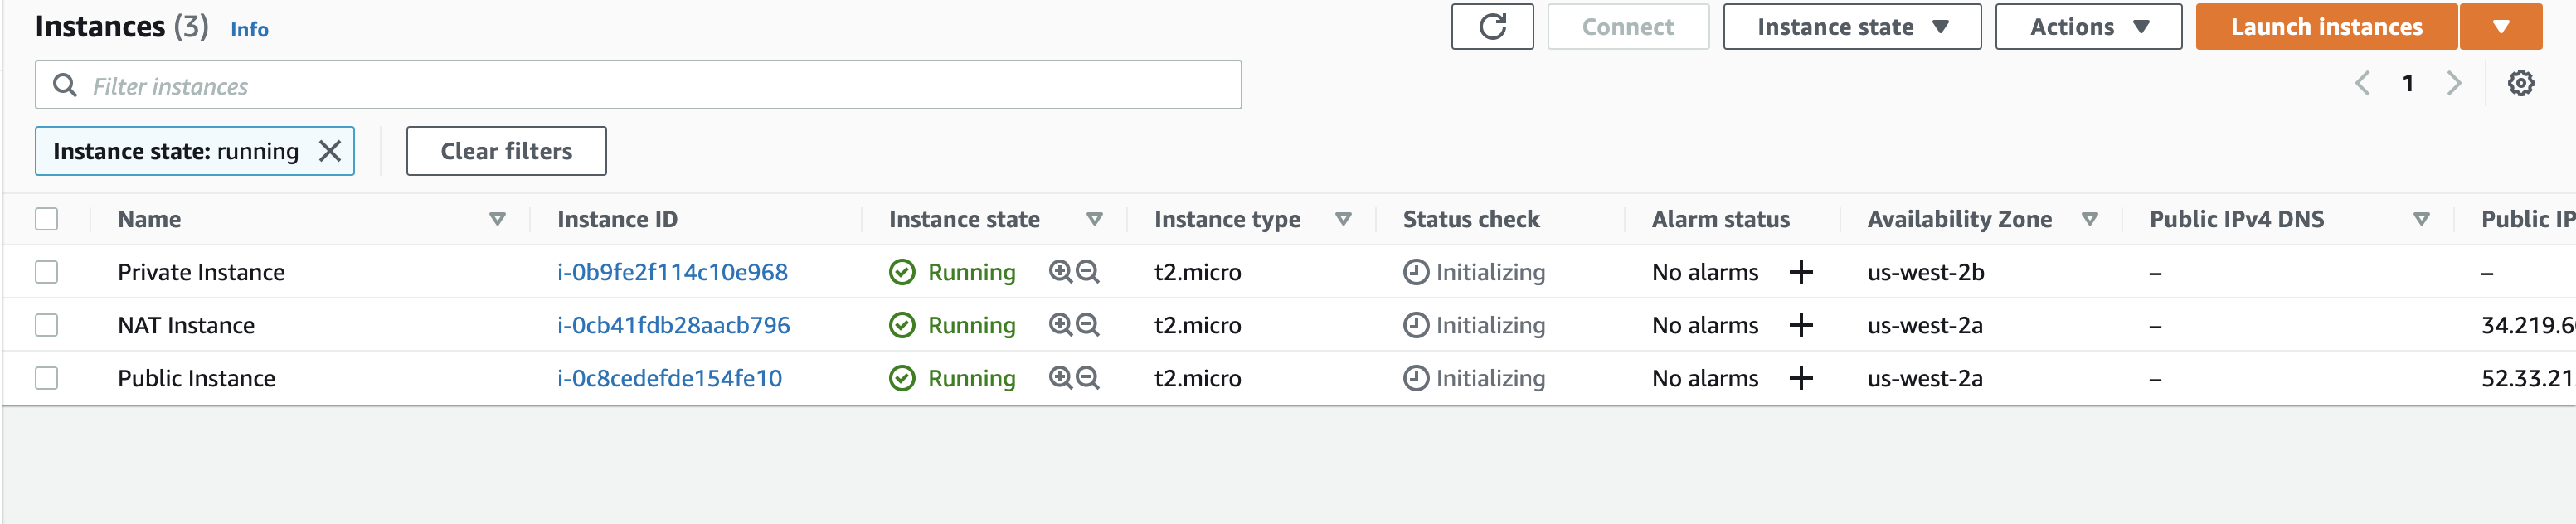 Instances (3) Info Connect Instance state Actions Launch instances
Filter instances 1
Instance state: running Clear filters
Name Instance ID Instance state Instance type Status check Alarm status Availability Zone Public IPv4 DNS Public IP
Private Instance i-0b9fe2f114c10e968 Running t2.micro Initializing No alarms + us-west-2b – –
NAT Instance i-0cb41fdb28aacb796 Running t2.micro Initializing No alarms + us-west-2a – 34.219.6
Public Instance i-0c8cedefde154fe10 Running t2.micro Initializing No alarms + us-west-2a – 52.33.21